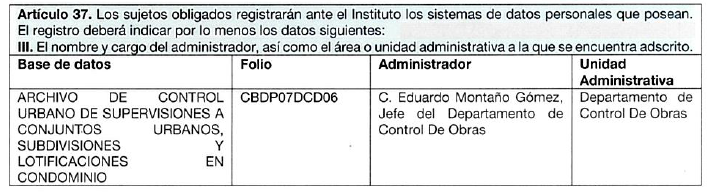 Artículo 37. Los sujetos obligados registrarán ante el Instituto los sistemas de datos personales que posean.
El registro deberá indicar por lo menos los datos siguientes:
III. El nombre y cargo del administrador, así como el área o unidad administrativa a la que se encuentra adscrito.
Base de datos
Folio
Administrador
Unidad
Administrativa
ARCHIVO DE CONTROL
URBANO DE SUPERVISIONES A
CONJUNTOS URBANOS,
SUBDIVISIONES Y
LOTIFICACIONES EN
CONDOMINIO
CBDP07DCD06
C. Eduardo Montaño Gómez,
Jefe del Departamento de
Control De Obras
Departamento de
Control De Obras